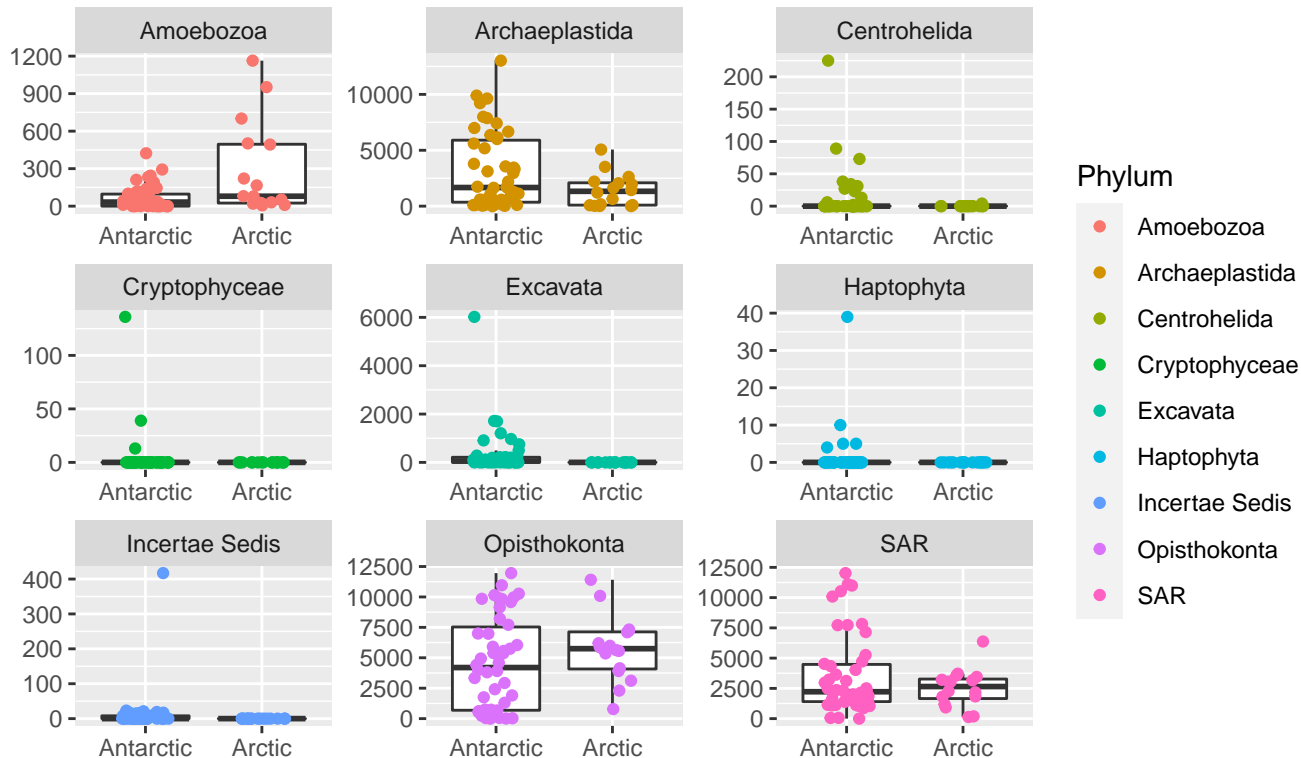 Amoebozoa
Archaeplastida
Centrohelida
1200
900
600
300
0
10000
5000
0
200
150
100
50
0
Antarctic Arctic
Antarctic Arctic
Antarctic Arctic
Cryptophyceae
Excavata
Haptophyta
100
50
0
6000
4000
2000
0
40
30
20
10
0
Antarctic Arctic
Antarctic Arctic
Antarctic Arctic
Incertae Sedis
Opisthokonta
SAR
400
300
200
100
0
12500
10000
7500
5000
2500
0
12500
10000
7500
5000
2500
0
Antarctic Arctic
Antarctic Arctic
Antarctic Arctic
Phylum
Amoebozoa
Archaeplastida
Centrohelida
Cryptophyceae
Excavata
Haptophyta
Incertae Sedis
Opisthokonta
SAR